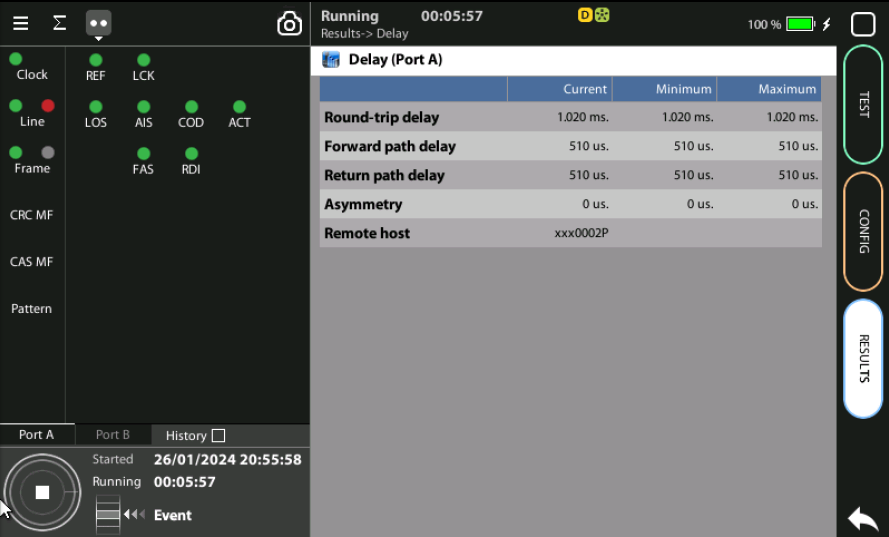 Σ
Running 00:05:57
D
Results-> Delay
100 %
Clock REF LCK
Line LOS AIS COD ACT
Frame FAS RDI
CRC MF
CAS MF
Pattern
Port A Port B History
Started 26/01/2024 20:55:58
Running 00:05:57
Event
Delay (Port A)
Current Minimum Maximum
Round-trip delay 1.020 ms. 1.020 ms. 1.020 ms.
Forward path delay 510 us. 510 us. 510 us.
Return path delay 510 us. 510 us. 510 us.
Asymmetry 0 us. 0 us. 0 us.
Remote host xxx0002P
TEST
CONFIG
RESULTS